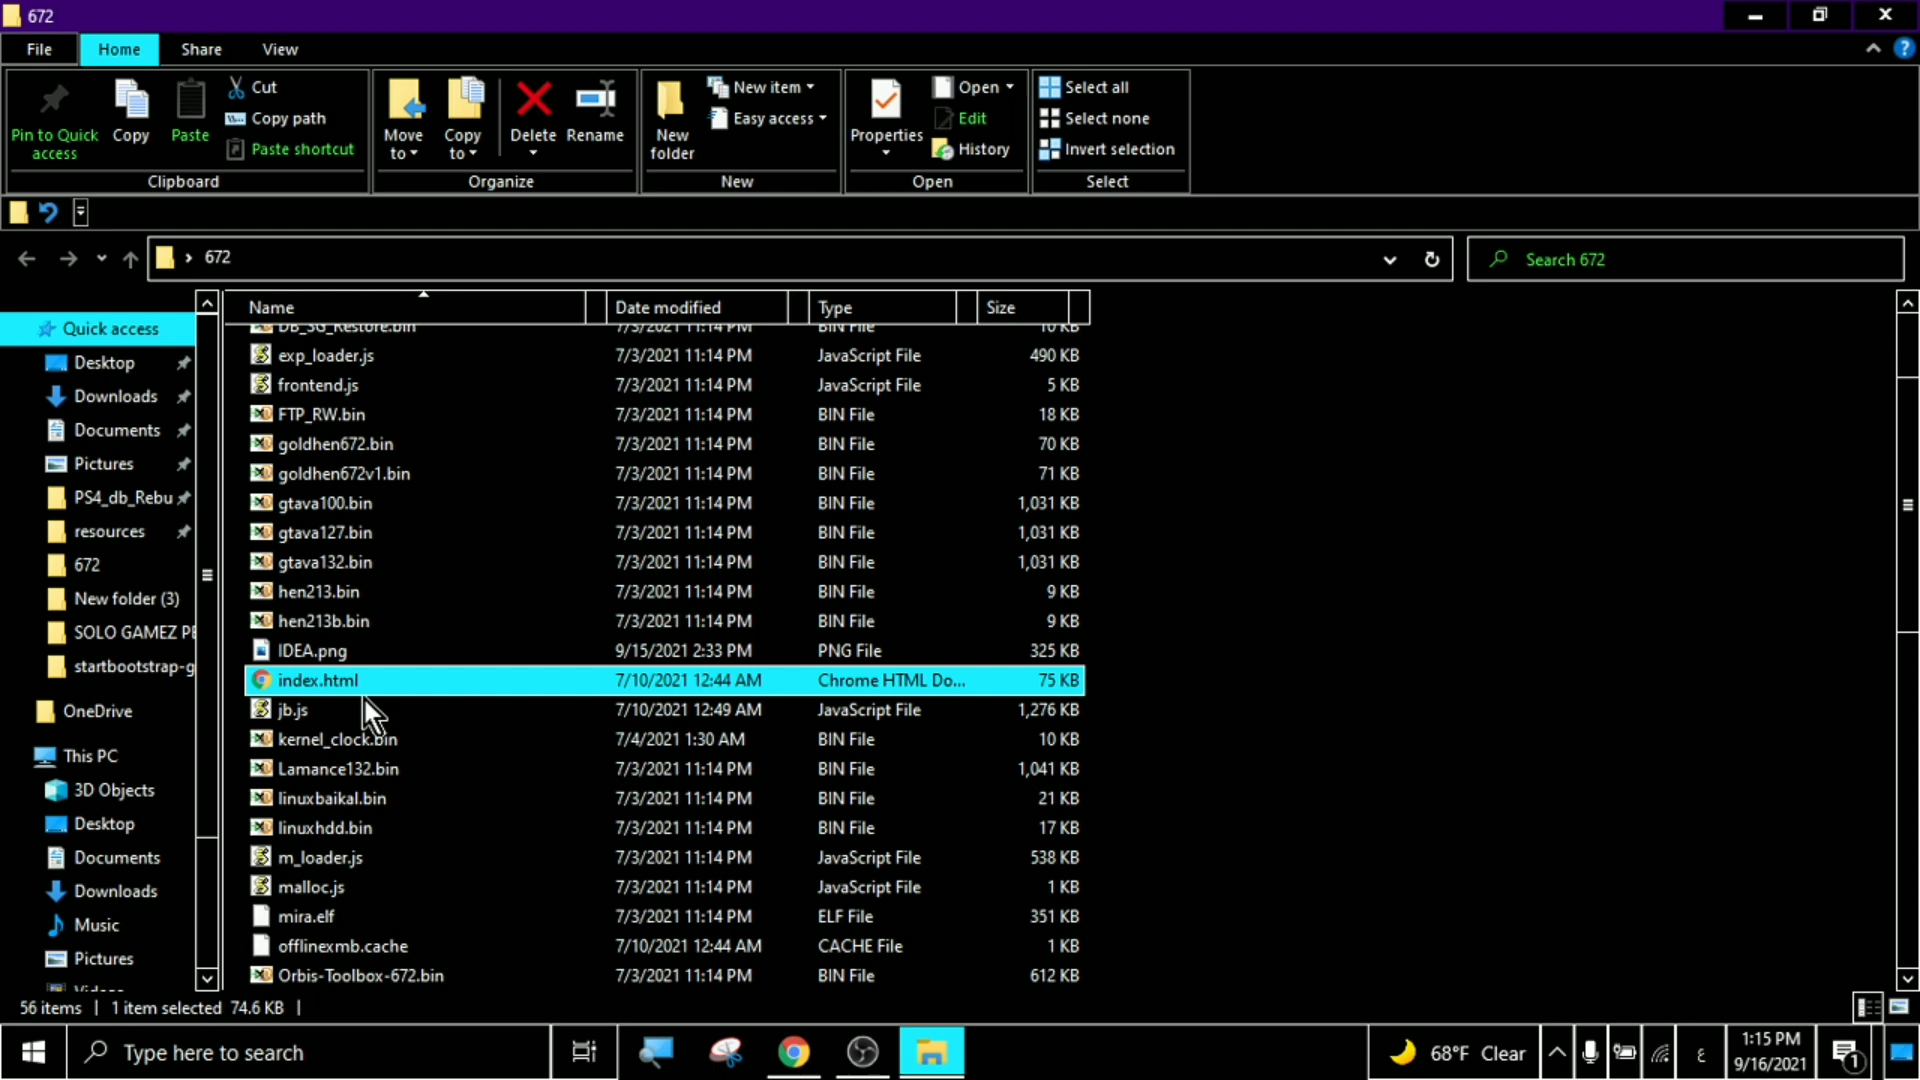 672
File Home Share View
Pin to Quick access
Copy
Paste
Cut
Copy path
Paste shortcut
Clipboard
Move to
Copy to
Delete
Rename
Organize
New folder
New item
Easy access
New
Properties
Open
Edit
History
Open
Select all
Select none
Invert selection
Select
672
Search 672
Quick access
Desktop
Downloads
Documents
Pictures
PS4_db_Rebu
resources
672
New folder (3)
SOLO GAMEZ PE
startbootstrap-g
OneDrive
This PC
3D Objects
Desktop
Documents
Downloads
Music
Pictures
Videos
Name Date modified Type Size
DB_SG_Restore.bin 7/3/2021 11:14 PM BIN File 10 KB
exp_loader.js 7/3/2021 11:14 PM JavaScript File 490 KB
frontend.js 7/3/2021 11:14 PM JavaScript File 5 KB
FTP_RW.bin 7/3/2021 11:14 PM BIN File 18 KB
goldhen672.bin 7/3/2021 11:14 PM BIN File 70 KB
goldhen672v1.bin 7/3/2021 11:14 PM BIN File 71 KB
gtava100.bin 7/3/2021 11:14 PM BIN File 1,031 KB
gtava127.bin 7/3/2021 11:14 PM BIN File 1,031 KB
gtava132.bin 7/3/2021 11:14 PM BIN File 1,031 KB
hen213.bin 7/3/2021 11:14 PM BIN File 9 KB
hen213b.bin 7/3/2021 11:14 PM BIN File 9 KB
IDEA.png 9/15/2021 2:33 PM PNG File 325 KB
index.html 7/10/2021 12:44 AM Chrome HTML Do... 75 KB
jb.js 7/10/2021 12:49 AM JavaScript File 1,276 KB
kernel_clock.bin 7/4/2021 1:30 AM BIN File 10 KB
Lamance132.bin 7/3/2021 11:14 PM BIN File 1,041 KB
linuxbaikal.bin 7/3/2021 11:14 PM BIN File 21 KB
linuxhdd.bin 7/3/2021 11:14 PM BIN File 17 KB
m_loader.js 7/3/2021 11:14 PM JavaScript File 538 KB
malloc.js 7/3/2021 11:14 PM JavaScript File 1 KB
mira.elf 7/3/2021 11:14 PM ELF File 351 KB
offlinexmb.cache 7/10/2021 12:44 AM CACHE File 1 KB
Orbis-Toolbox-672.bin 7/3/2021 11:14 PM BIN File 612 KB
56 items | 1 item selected 74.6 KB |
Type here to search
68°F Clear
ع
1:15 PM
9/16/2021
1